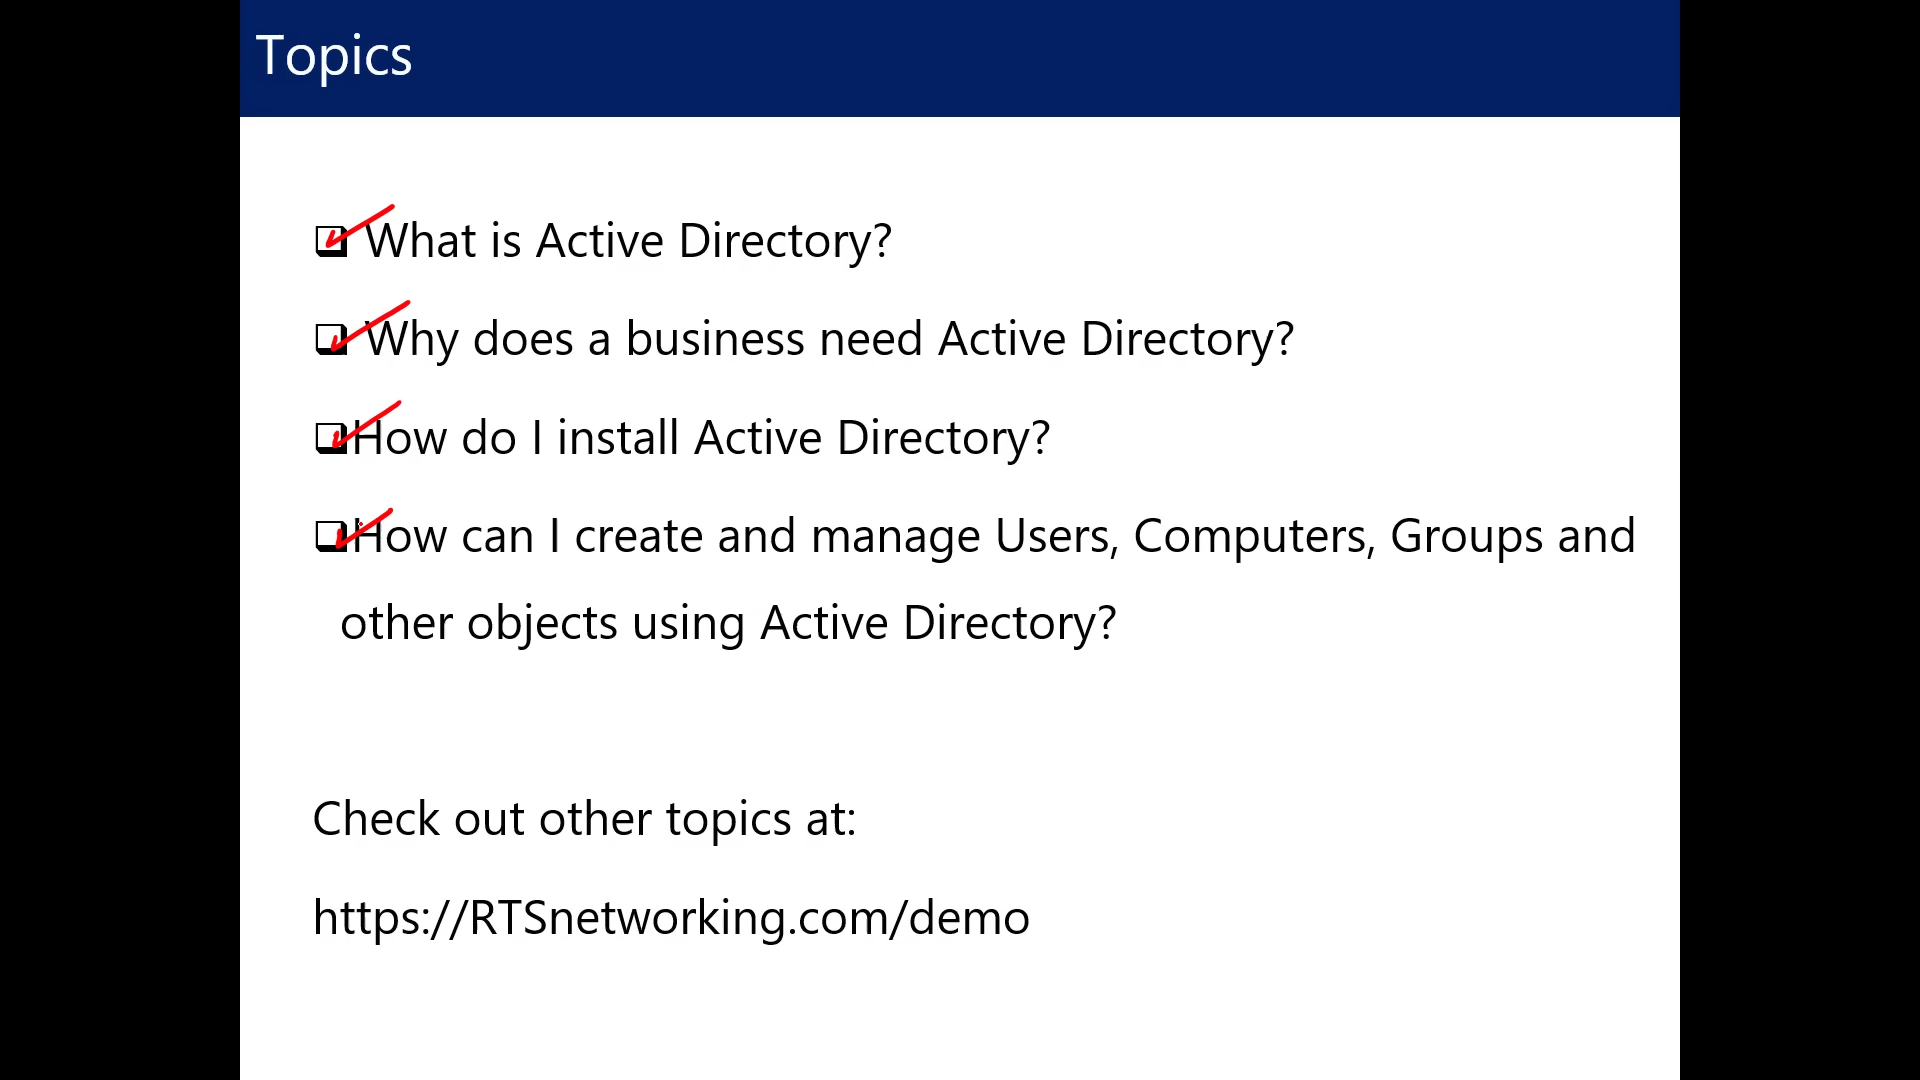 Topics
What is Active Directory?
Why does a business need Active Directory?
How do I install Active Directory?
How can I create and manage Users, Computers, Groups and
other objects using Active Directory?
Check out other topics at:
https://RTSnetworking.com/demo